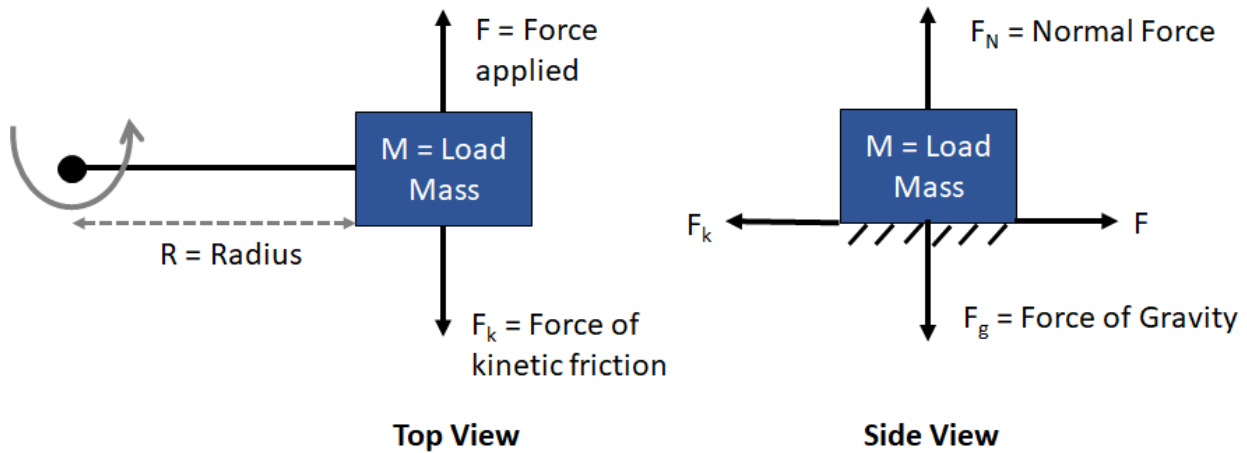 F = Force
applied
M = Load
Mass
R = Radius
Fk = Force of
kinetic friction
Top View
FN = Normal Force
M = Load
Mass
Fk
F
Fg = Force of Gravity
Side View